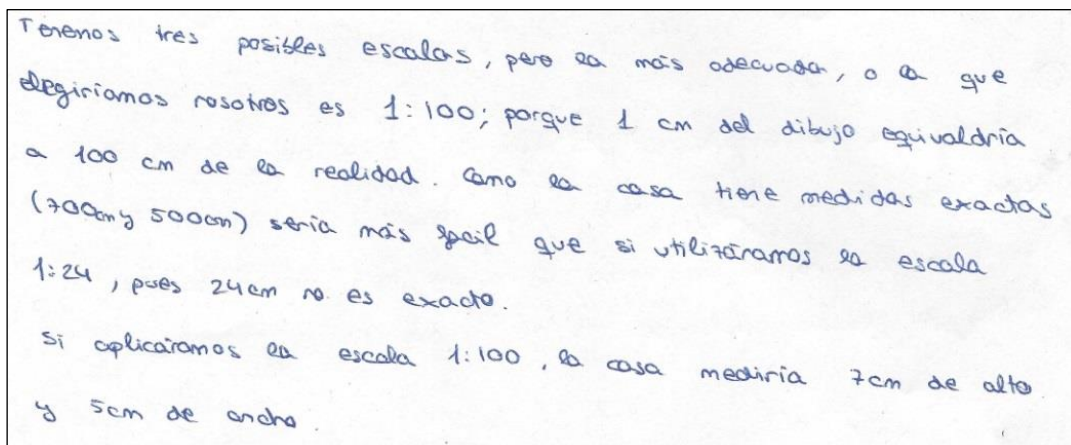 Tenemos tres posibles escalas, pero la más adecuada, o la que
elegiríamos nosotros es 1:100; porque 1 cm del dibujo equivaldría
a 100 cm de la realidad. Como la casa tiene medidas exactas
(700cm y 500cm) sería más fácil que si utilizáramos la escala
1:24, pues 24cm no es exacto.
Si aplicáramos la escala 1:100, la casa mediría 7cm de alto
y 5cm de ancho.